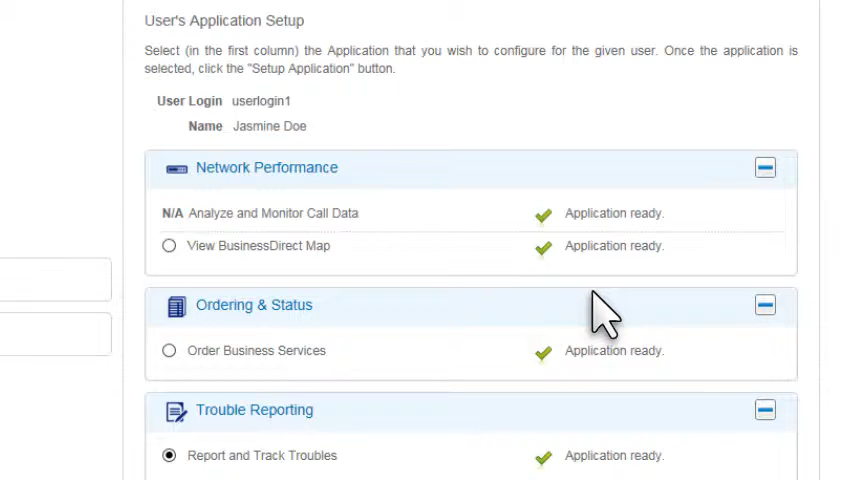 User's Application Setup
Select (in the first column) the Application that you wish to configure for the given user. Once the application is
selected, click the "Setup Application" button.
User Login userlogin1
Name Jasmine Doe
Network Performance
N/A Analyze and Monitor Call Data Application ready.
View BusinessDirect Map Application ready.
Ordering & Status
Order Business Services Application ready.
Trouble Reporting
Report and Track Troubles Application ready.